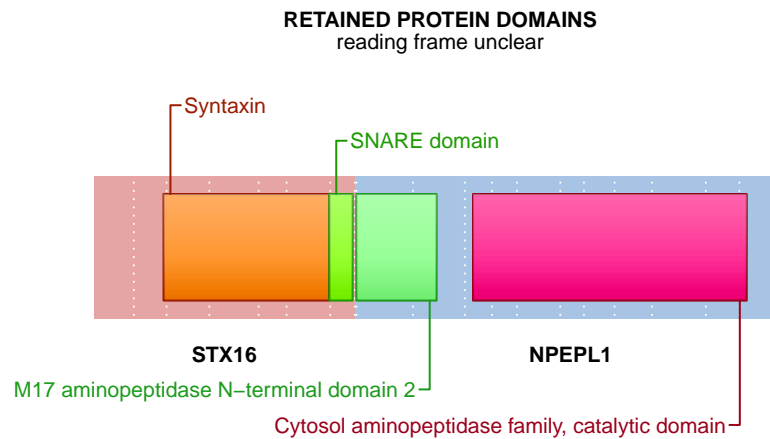 RETAINED PROTEIN DOMAINS
reading frame unclear
Syntaxin
SNARE domain
STX16
NPEPL1
M17 aminopeptidase N−terminal domain 2
Cytosol aminopeptidase family, catalytic domain